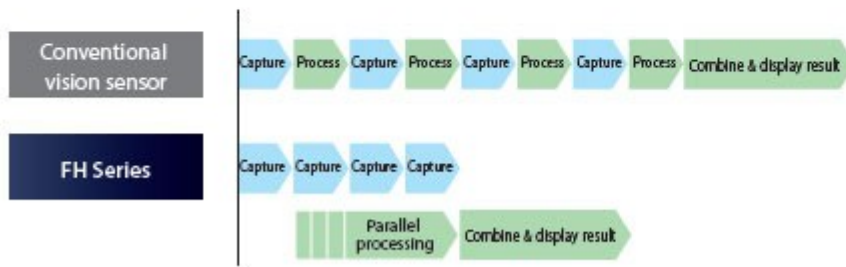 Conventional
vision sensor
Capture Process Capture Process Capture Process Capture Process Combine & display result
FH Series
Capture Capture Capture Capture
Parallel
processing
Combine & display result